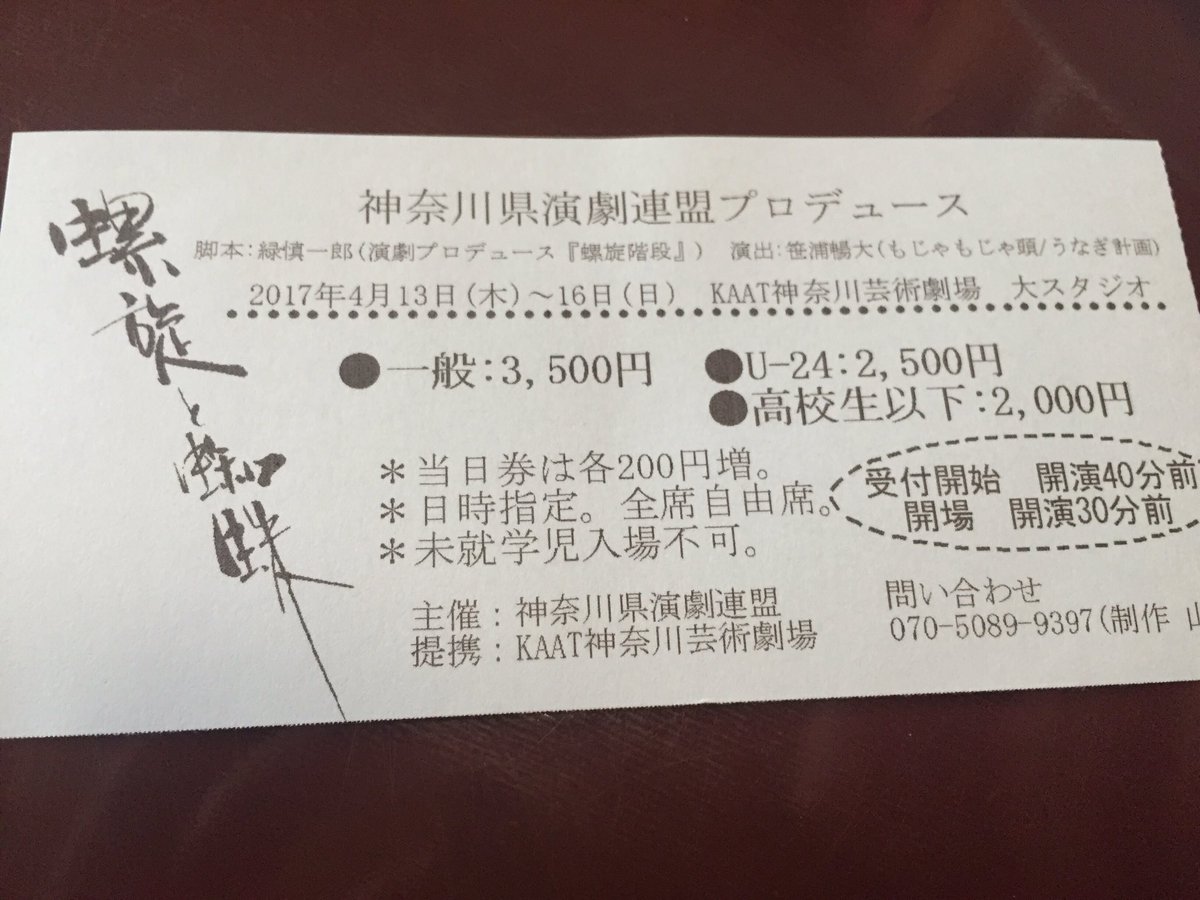 螺旋と蜘蛛
神奈川県演劇連盟プロデュース
脚本:緑慎一郎(演劇プロデュース『螺旋階段』) 演出:笹浦暢大(もじゃもじゃ頭/うなぎ計画)
2017年4月13日(木)～16日(日) KAAT神奈川芸術劇場 大スタジオ
●一般:3,500円 ●U-24:2,500円
●高校生以下:2,000円
＊当日券は各200円増。
＊日時指定。全席自由席。
＊未就学児入場不可。
受付開始 開演40分前
開場 開演30分前
主催:神奈川県演劇連盟
提携:KAAT神奈川芸術劇場
問い合わせ
070-5089-9397(制作 山